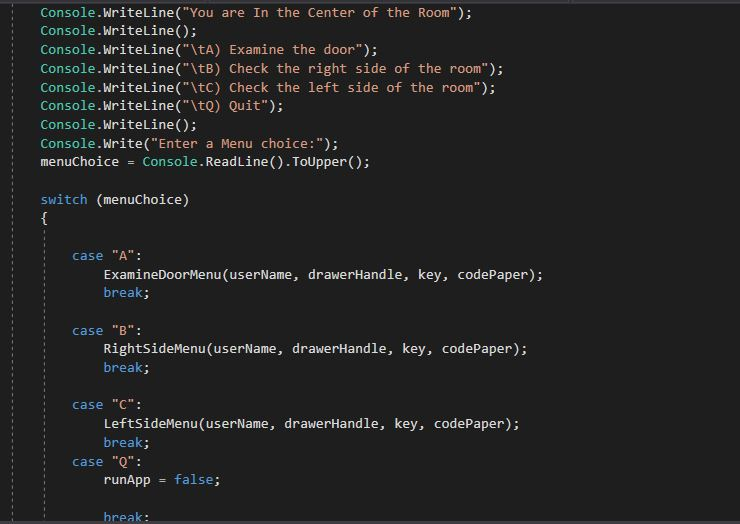 Console.WriteLine("You are In the Center of the Room");
Console.WriteLine();
Console.WriteLine("\tA) Examine the door");
Console.WriteLine("\tB) Check the right side of the room");
Console.WriteLine("\tC) Check the left side of the room");
Console.WriteLine("\tQ) Quit");
Console.WriteLine();
Console.Write("Enter a Menu choice:");
menuChoice = Console.ReadLine().ToUpper();
switch (menuChoice)
{
case "A":
ExamineDoorMenu(userName, drawerHandle, key, codePaper);
break;
case "B":
RightSideMenu(userName, drawerHandle, key, codePaper);
break;
case "C":
LeftSideMenu(userName, drawerHandle, key, codePaper);
break;
case "Q":
runApp = false;
break;